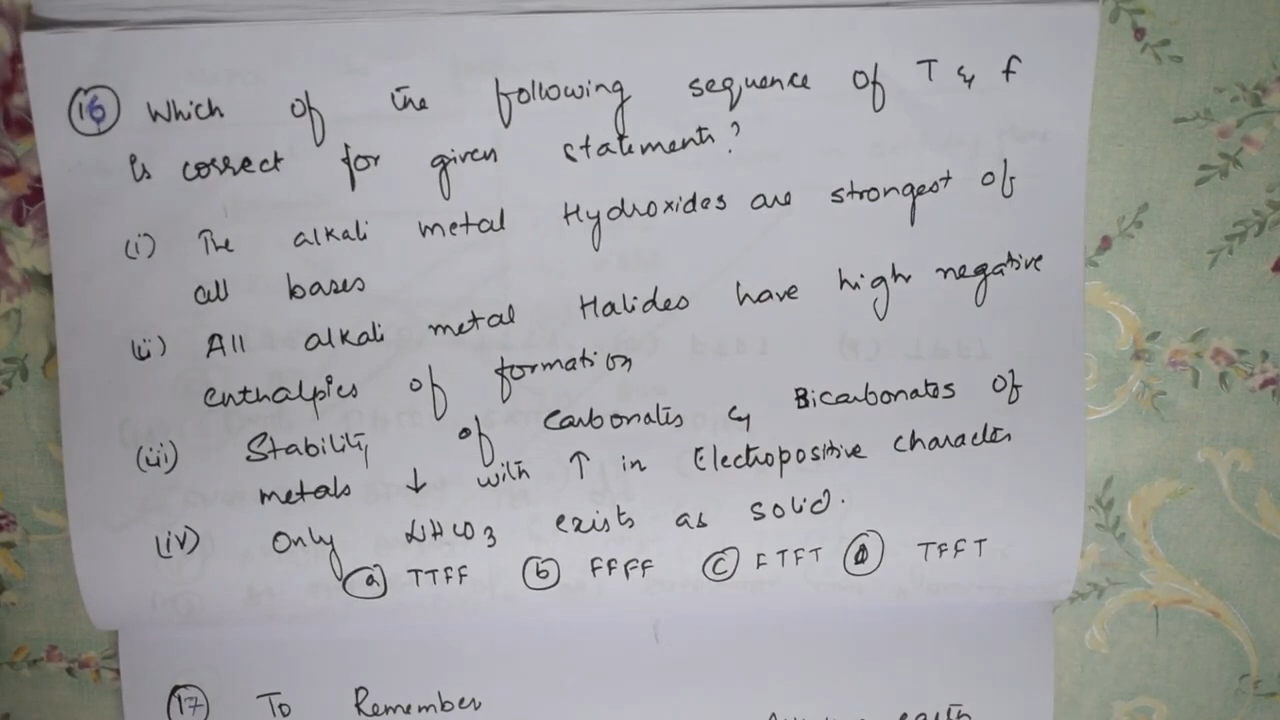 (16) Which of the following sequence of T & f
is correct for given statements?
(i) The alkali metal Hydroxides are strongest of
all bases
(ii) All alkali metal Halides have high negative
enthalpies of formation
(iii) Stability of carbonates & Bicarbonates of
metals ↓ with ↑ in Electropositive character
(iv) Only LiHCO3 exists as solid.
(a) TTFF (b) FFFF (c) FTFT (d) TFFT
(17) To Remember
earth